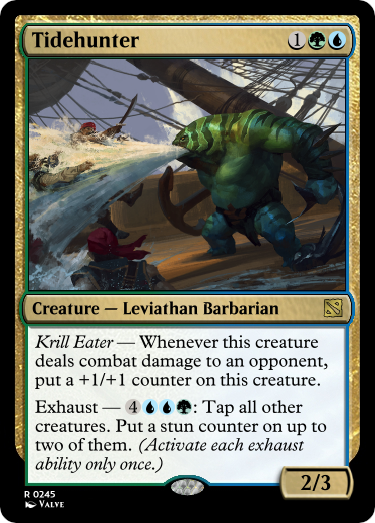 Tidehunter 1
Creature — Leviathan Barbarian
Krill Eater — Whenever this creature
deals combat damage to an opponent,
put a +1/+1 counter on this creature.
Exhaust — 4: Tap all other
creatures. Put a stun counter on up to
two of them. (Activate each exhaust
ability only once.)
2/3
R 0245
Valve